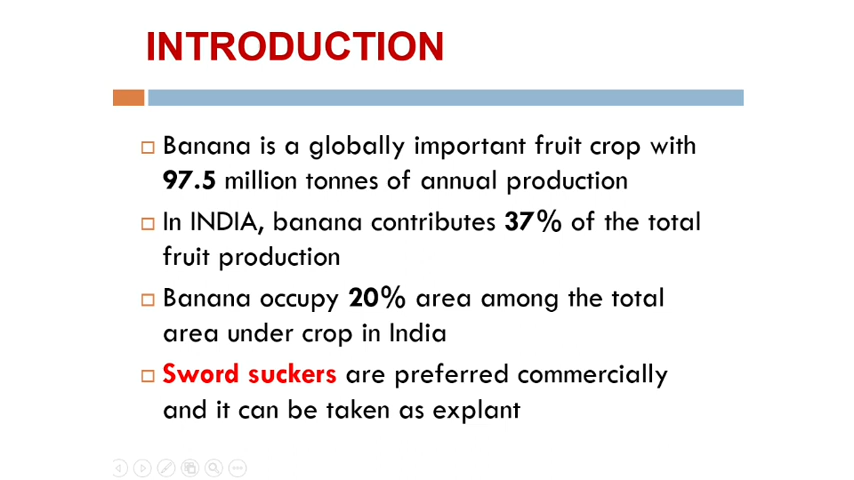 INTRODUCTION
Banana is a globally important fruit crop with
97.5 million tonnes of annual production
In INDIA, banana contributes 37% of the total
fruit production
Banana occupy 20% area among the total
area under crop in India
Sword suckers are preferred commercially
and it can be taken as explant